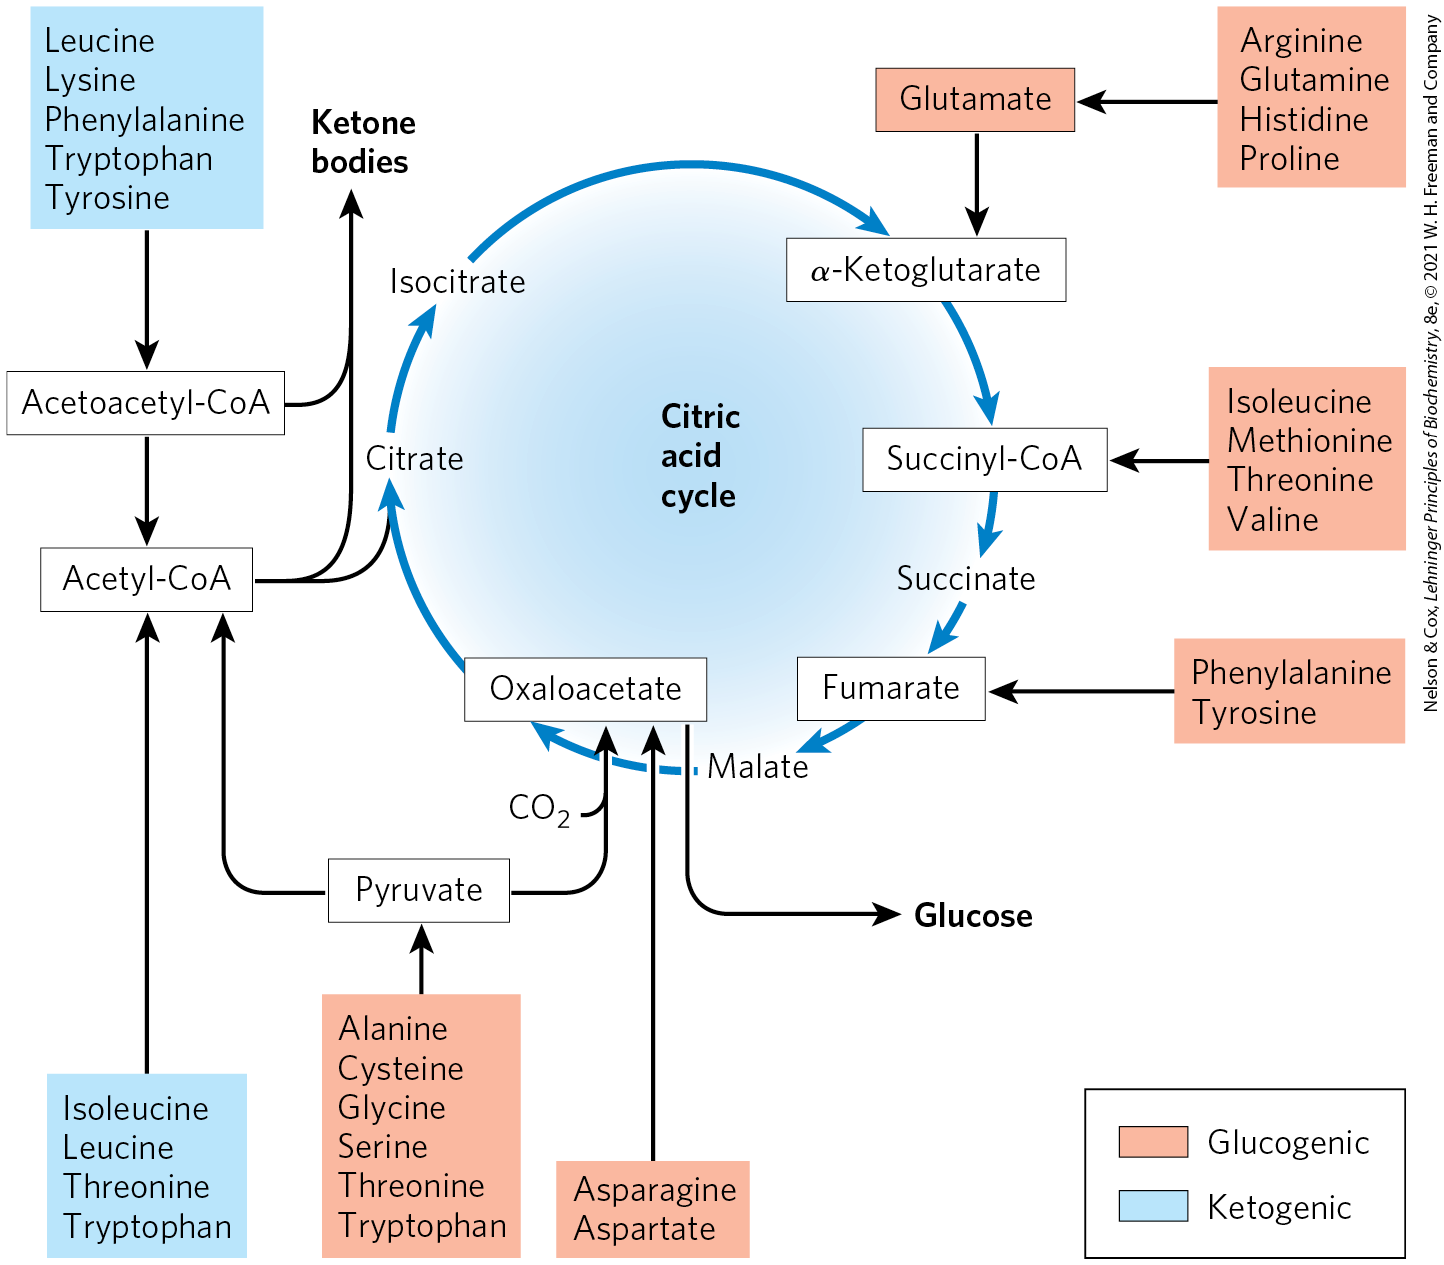 Leucine
Lysine
Phenylalanine
Tryptophan
Tyrosine
Ketone
bodies
Glutamate
Arginine
Glutamine
Histidine
Proline
Isocitrate
α-Ketoglutarate
Acetoacetyl-CoA
Citrate
Citric
acid
cycle
Succinyl-CoA
Isoleucine
Methionine
Threonine
Valine
Acetyl-CoA
Succinate
Oxaloacetate
Fumarate
Phenylalanine
Tyrosine
Malate
CO₂
Pyruvate
Glucose
Isoleucine
Leucine
Threonine
Tryptophan
Alanine
Cysteine
Glycine
Serine
Threonine
Tryptophan
Asparagine
Aspartate
Glucogenic
Ketogenic
Nelson & Cox, Lehninger Principles of Biochemistry, 8e, © 2021 W. H. Freeman and Company